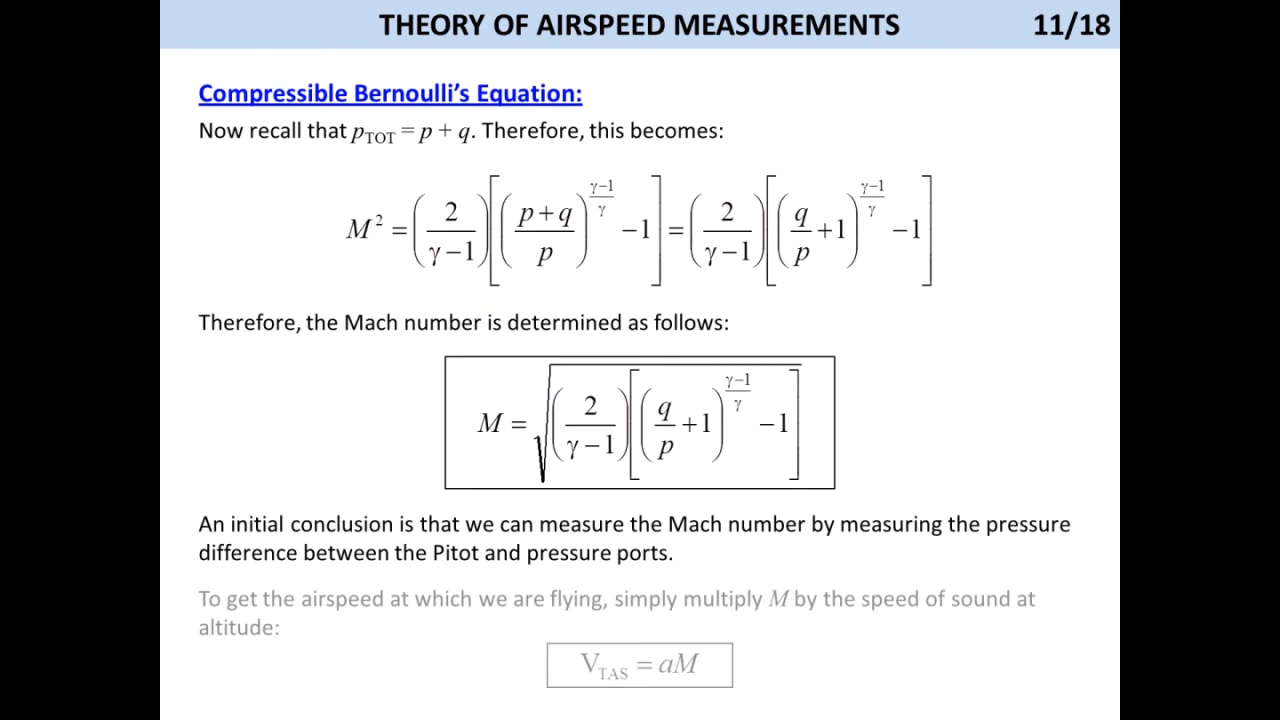 THEORY OF AIRSPEED MEASUREMENTS 11/18
Compressible Bernoulli's Equation:
Now recall that p_TOT = p + q. Therefore, this becomes:
M² = (2/(γ−1)) [((p+q)/p)^((γ−1)/γ) −1] = (2/(γ−1)) [(q/p +1)^((γ−1)/γ) −1]
Therefore, the Mach number is determined as follows:
M = √((2/(γ−1)) [(q/p +1)^((γ−1)/γ) −1])
An initial conclusion is that we can measure the Mach number by measuring the pressure
difference between the Pitot and pressure ports.
To get the airspeed at which we are flying, simply multiply M by the speed of sound at
altitude:
V_TAS = aM